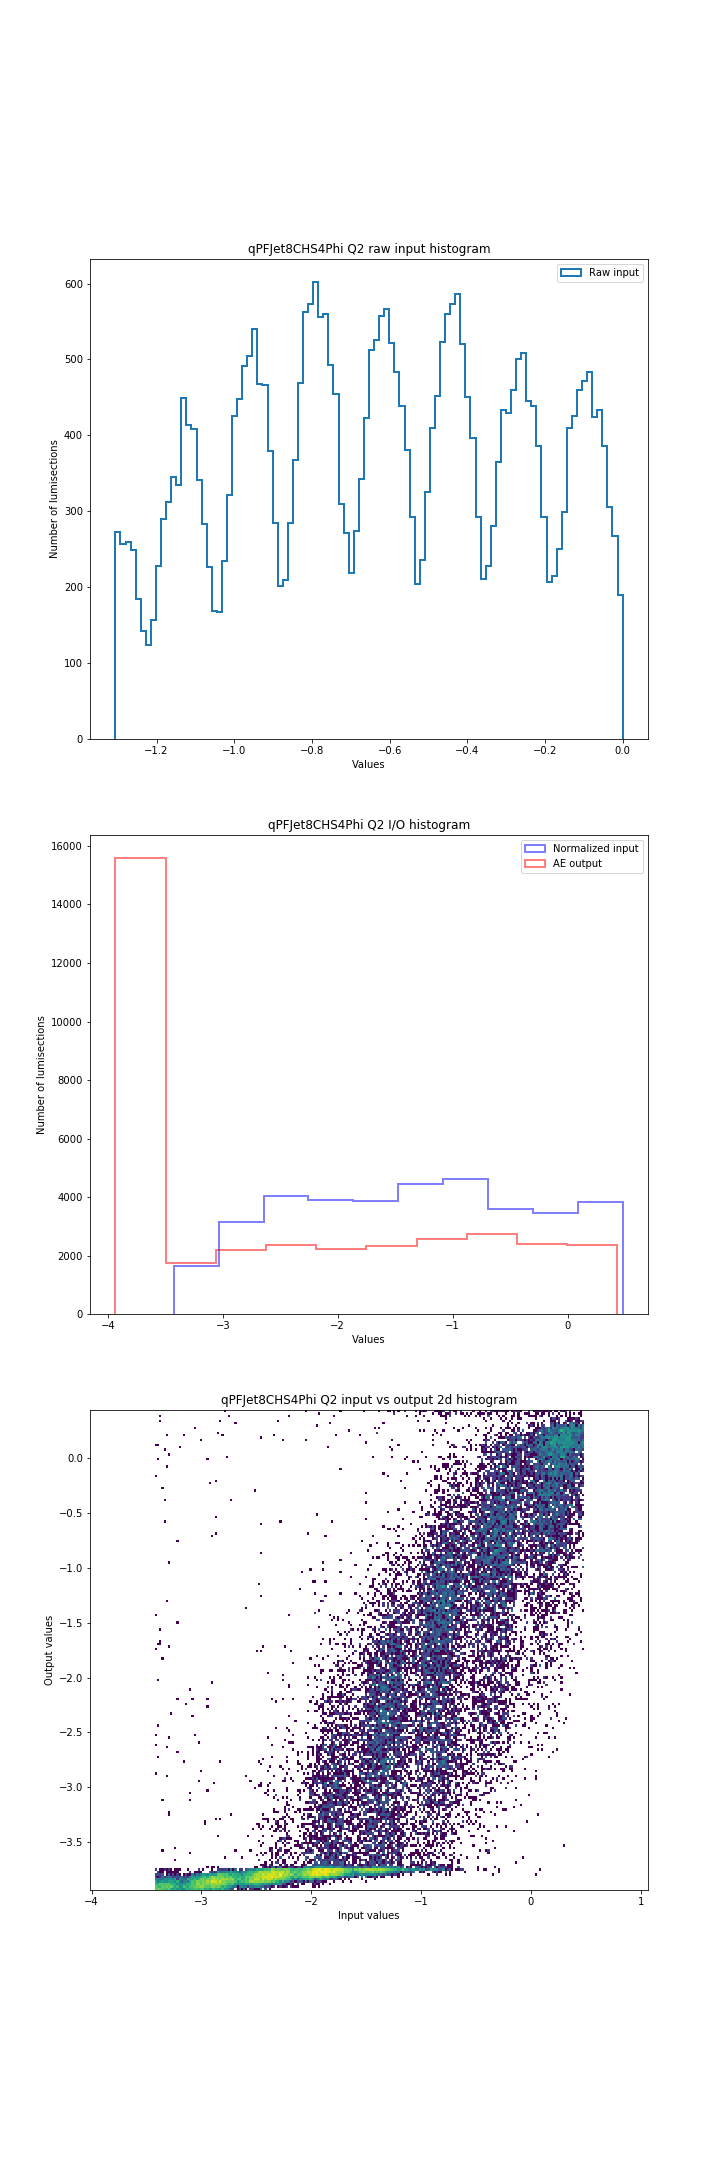 qPFJet8CHS4Phi Q2 raw input histogram
Raw input
600
500
400
300
200
100
0
Number of lumisections
−1.2 −1.0 −0.8 −0.6 −0.4 −0.2 0.0
Values
qPFJet8CHS4Phi Q2 I/O histogram
Normalized input
AE output
16000
14000
12000
10000
8000
6000
4000
2000
0
Number of lumisections
−4 −3 −2 −1 0
Values
qPFJet8CHS4Phi Q2 input vs output 2d histogram
0.0
−0.5
−1.0
−1.5
−2.0
−2.5
−3.0
−3.5
Output values
−4 −3 −2 −1 0 1
Input values